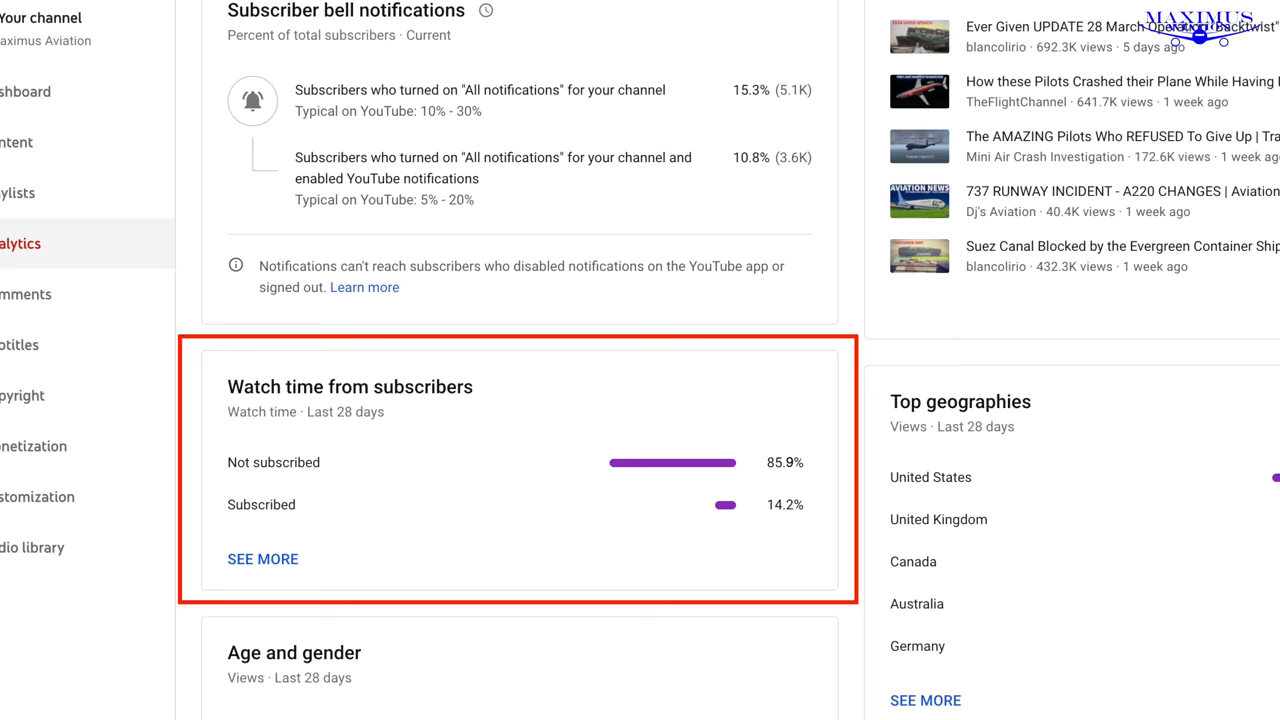 Your channel
aximus Aviation
shboard
ntent
ylists
alytics
mments
otitles
pyright
netization
stomization
dio library
Subscriber bell notifications
Percent of total subscribers · Current
Subscribers who turned on "All notifications" for your channel 15.3% (5.1K)
Typical on YouTube: 10% - 30%
Subscribers who turned on "All notifications" for your channel and 10.8% (3.6K)
enabled YouTube notifications
Typical on YouTube: 5% - 20%
Notifications can't reach subscribers who disabled notifications on the YouTube app or
signed out. Learn more
Watch time from subscribers
Watch time · Last 28 days
Not subscribed 85.9%
Subscribed 14.2%
SEE MORE
Age and gender
Views · Last 28 days
MAXIMUS
Ever Given UPDATE 28 March Operation "Backtwist"
blancolirio · 692.3K views · 5 days ago
How these Pilots Crashed their Plane While Having
TheFlightChannel · 641.7K views · 1 week ago
The AMAZING Pilots Who REFUSED To Give Up | Tra
Mini Air Crash Investigation · 172.6K views · 1 week ago
AVIATION NEWS
737 RUNWAY INCIDENT - A220 CHANGES | Aviation
Dj's Aviation · 40.4K views · 1 week ago
Suez Canal Blocked by the Evergreen Container Ship
blancolirio · 432.3K views · 1 week ago
Top geographies
Views · Last 28 days
United States
United Kingdom
Canada
Australia
Germany
SEE MORE